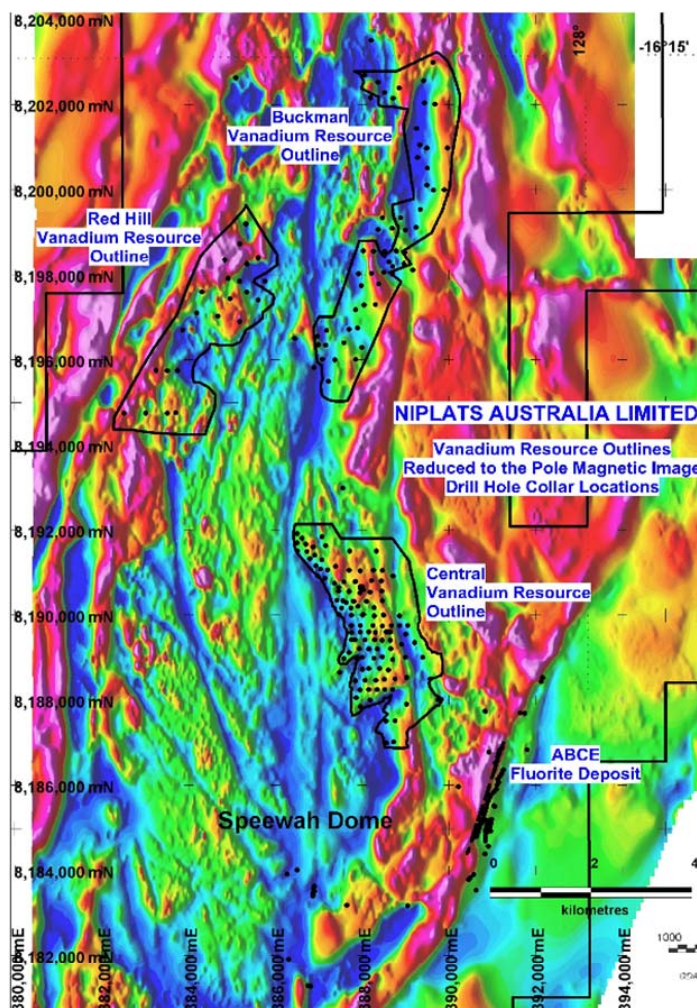 8,204,000 mN
128°
-16°15'
8,202,000 mN
Buckman
Vanadium Resource
Outline
8,200,000 mN
Red Hill
Vanadium Resource
Outline
8,198,000 mN
8,196,000 mN
NIPLATS AUSTRALIA LIMITED
8,194,000 mN
Vanadium Resource Outlines
Reduced to the Pole Magnetic Image
Drill Hole Collar Locations
8,192,000 mN
Central
Vanadium Resource
Outline
8,190,000 mN
8,188,000 mN
ABCE
Fluorite Deposit
8,186,000 mN
Speewah Dome
8,184,000 mN
0 2 4
kilometres
8,182,000 mN
1000
380,000 mE
382,000 mE
384,000 mE
386,000 mE
388,000 mE
390,000 mE
392,000 mE
394,000 mE